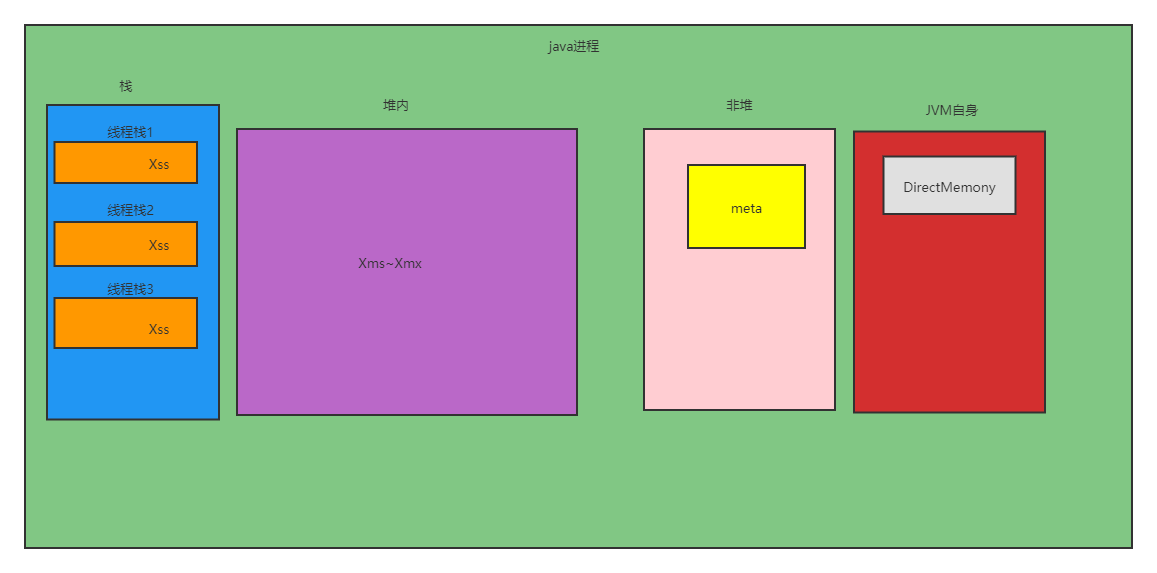 java进程
栈
线程栈1
Xss
线程栈2
Xss
线程栈3
Xss
堆内
Xms~Xmx
非堆
meta
JVM自身
DirectMemony